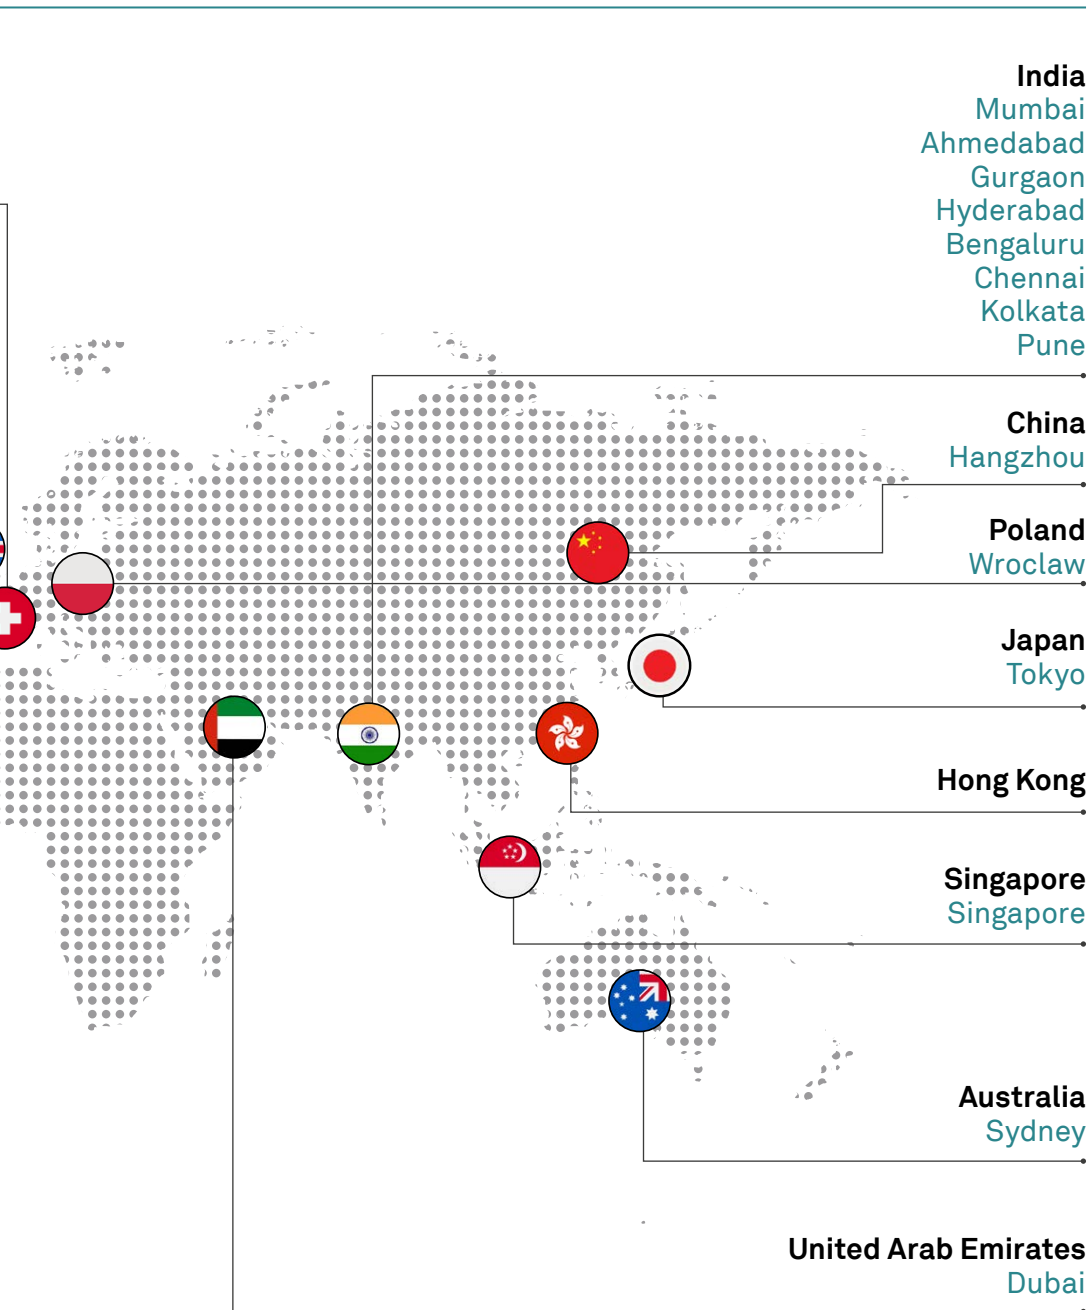 India
Mumbai
Ahmedabad
Gurgaon
Hyderabad
Bengaluru
Chennai
Kolkata
Pune
China
Hangzhou
Poland
Wroclaw
Japan
Tokyo
Hong Kong
Singapore
Singapore
Australia
Sydney
United Arab Emirates
Dubai